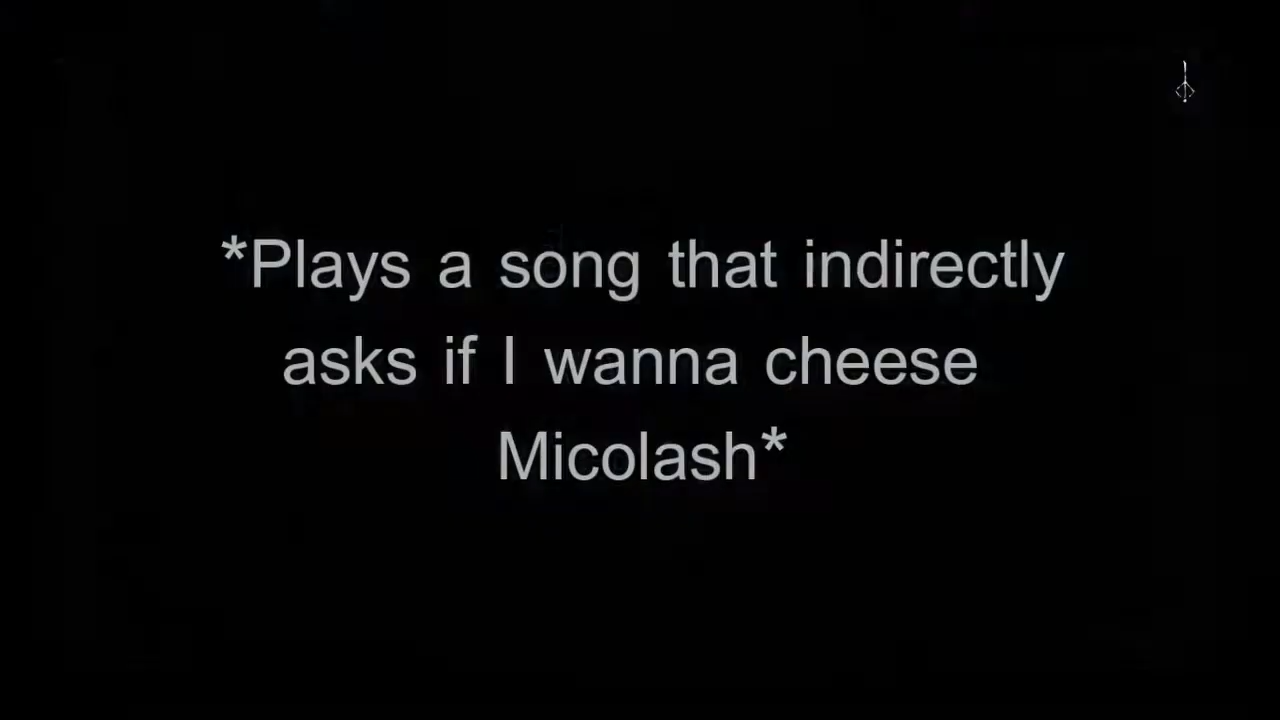 *Plays a song that indirectly
asks if I wanna cheese
Micolash*